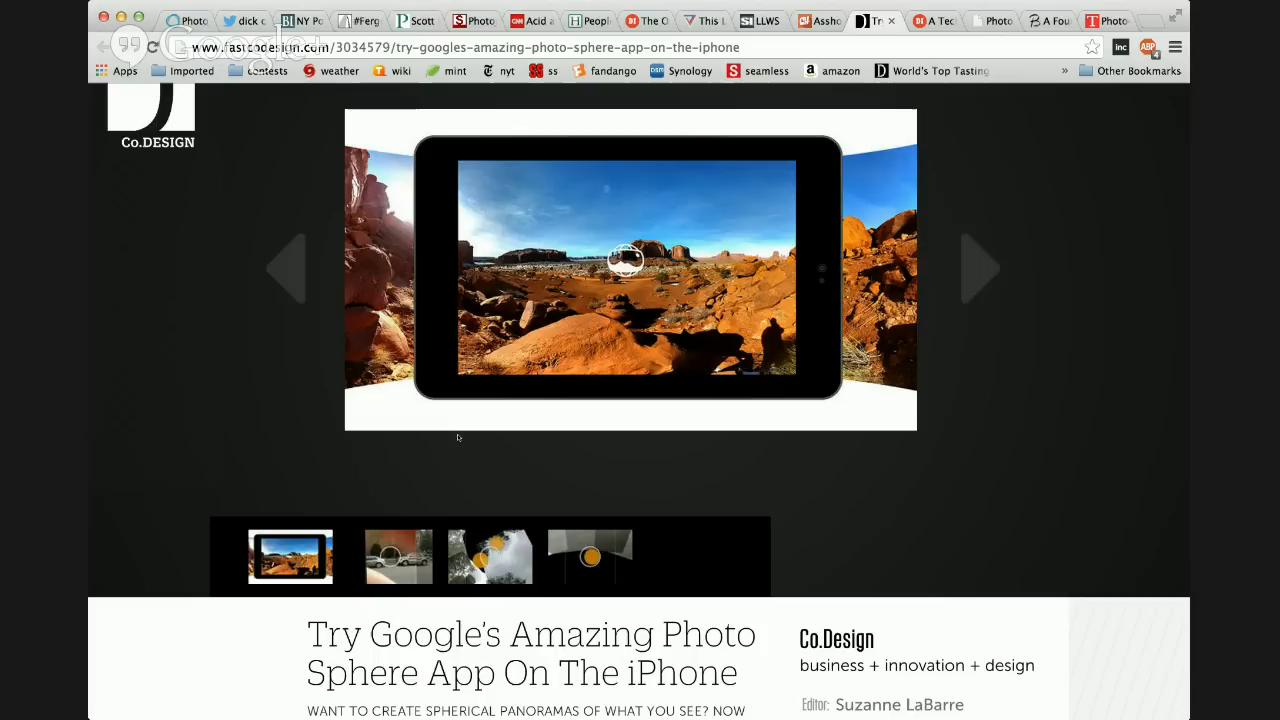 Photo
dick c
NY Po
#Ferg
Scott
Photo
Acid a
Peop
The O
This L
LLWS
Assho
Tr
A Tec
Photo
A Fou
Photo
www.fastcodesign.com/3034579/try-googles-amazing-photo-sphere-app-on-the-iphone
Google+
inc
ABP
4
Apps
Imported
contests
weather
wiki
mint
nyt
ss
fandango
Synology
seamless
amazon
World's Top Tasting
»
Other Bookmarks
Co.DESIGN
Try Google's Amazing Photo
Sphere App On The iPhone
WANT TO CREATE SPHERICAL PANORAMAS OF WHAT YOU SEE? NOW
Co.Design
business + innovation + design
Editor: Suzanne LaBarre